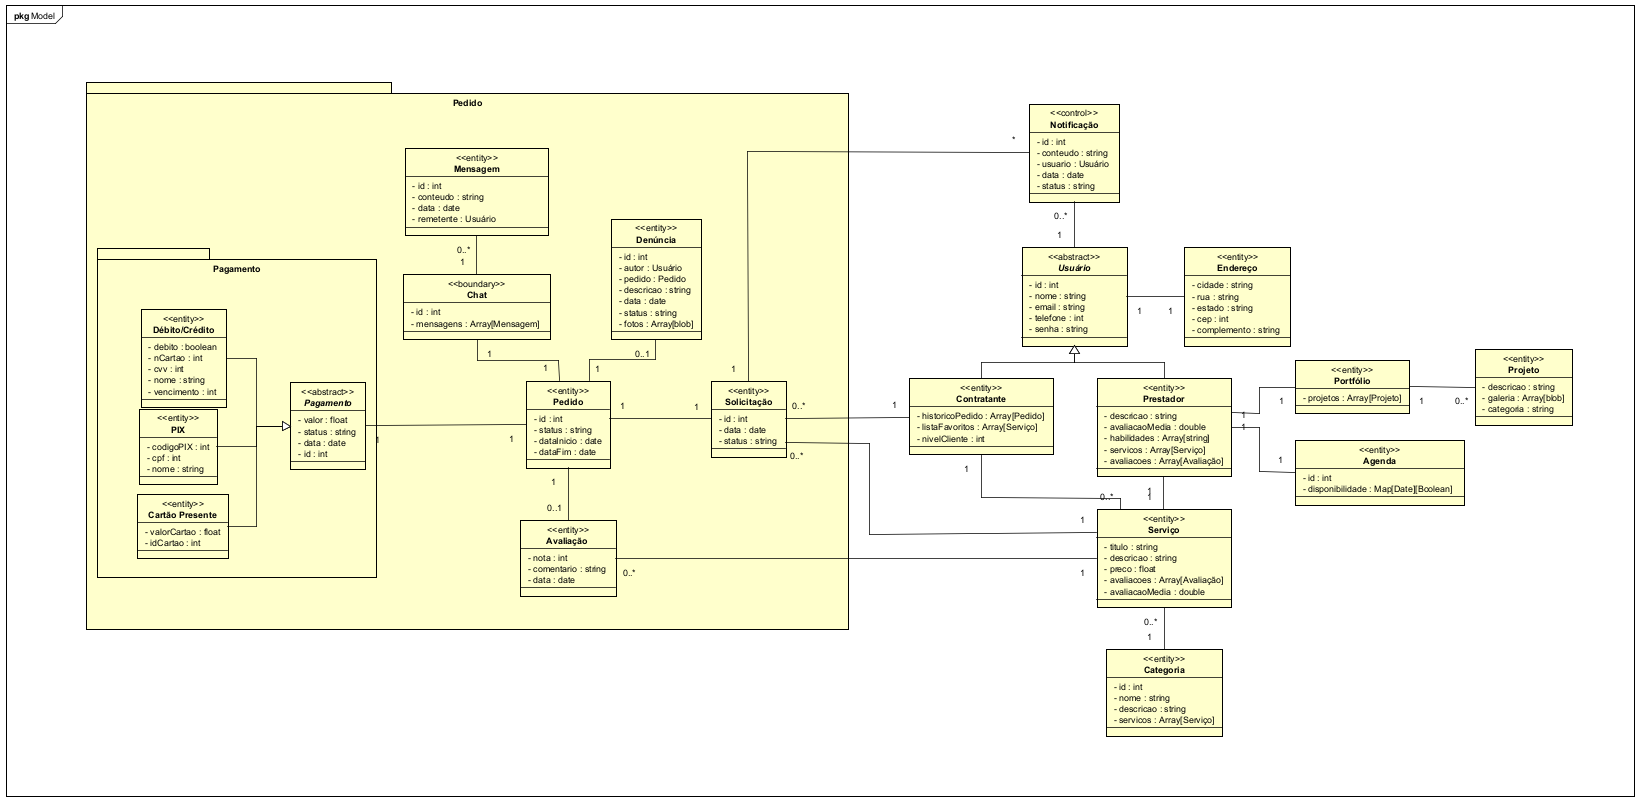 pkg Model
Pedido
<<entity>>
Mensagem
- id : int
- conteudo : string
- data : date
- remetente : Usuário
0..*
1
<<boundary>>
Chat
- id : int
- mensagens : Array[Mensagem]
1
1
<<entity>>
Denúncia
- id : int
- autor : Usuário
- pedido : Pedido
- descricao : string
- data : date
- status : string
- fotos : Array[blob]
0..1
1
Pagamento
<<entity>>
Débito/Crédito
- debito : boolean
- nCartao : int
- cvv : int
- nome : string
- vencimento : int
<<entity>>
PIX
- codigoPIX : int
- cpf : int
- nome : string
<<entity>>
Cartão Presente
- valorCartao : float
- idCartao : int
<<abstract>>
Pagamento
- valor : float
- status : string
- data : date
- id : int
1
1
<<entity>>
Pedido
- id : int
- status : string
- dataInicio : date
- dataFim : date
1
1
1
0..1
<<entity>>
Avaliação
- nota : int
- comentario : string
- data : date
0..*
1
<<entity>>
Solicitação
- id : int
- data : date
- status : string
1
*
0..*
1
0..*
1
<<control>>
Notificação
- id : int
- conteudo : string
- usuario : Usuário
- data : date
- status : string
0..*
1
<<abstract>>
Usuário
- id : int
- nome : string
- email : string
- telefone : int
- senha : string
1
1
<<entity>>
Endereço
- cidade : string
- rua : string
- estado : string
- cep : int
- complemento : string
<<entity>>
Contratante
- historicoPedido : Array[Pedido]
- listaFavoritos : Array[Serviço]
- nivelCliente : int
1
0..*
<<entity>>
Prestador
- descricao : string
- avaliacaoMedia : double
- habilidades : Array[string]
- servicos : Array[Serviço]
- avaliacoes : Array[Avaliação]
1
1
1
1
<<entity>>
Portfólio
- projetos : Array[Projeto]
1
1
0..*
<<entity>>
Projeto
- descricao : string
- galeria : Array[blob]
- categoria : string
<<entity>>
Agenda
- id : int
- disponibilidade : Map[Date][Boolean]
1
<<entity>>
Serviço
- titulo : string
- descricao : string
- preco : float
- avaliacoes : Array[Avaliação]
- avaliacaoMedia : double
0..*
1
<<entity>>
Categoria
- id : int
- nome : string
- descricao : string
- servicos : Array[Serviço]